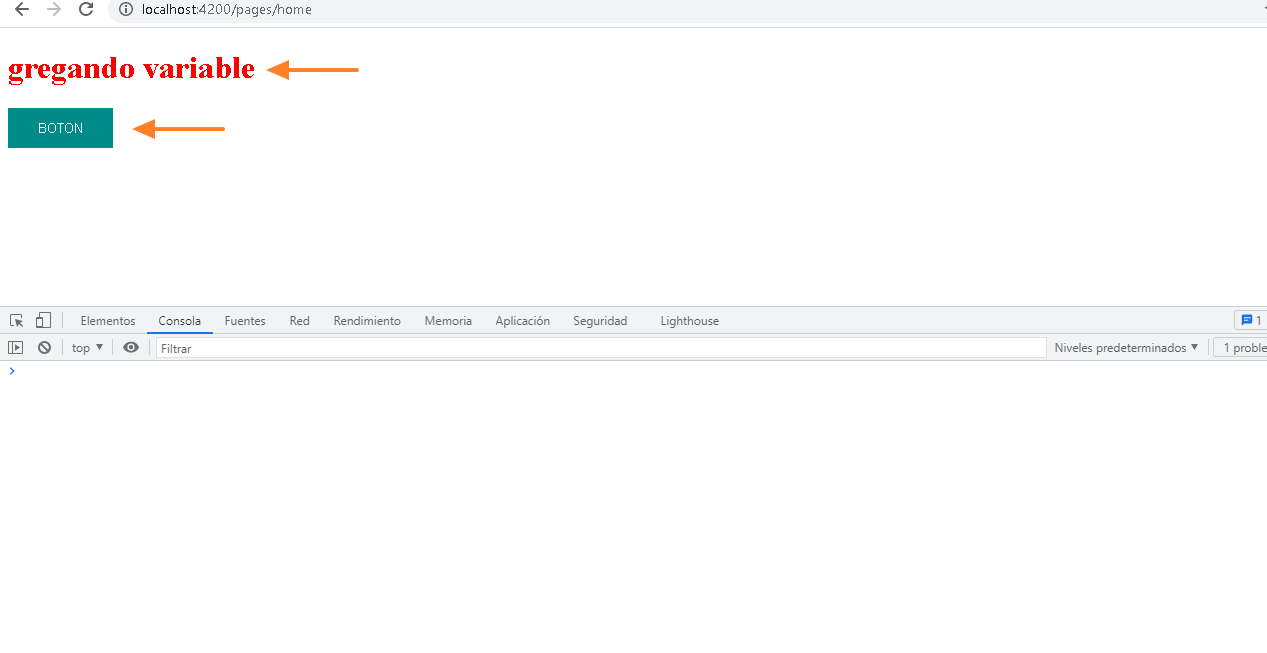 localhost:4200/pages/home
gregando variable
BOTON
Elementos Consola Fuentes Red Rendimiento Memoria Aplicación Seguridad Lighthouse 1
top Filtrar Niveles predeterminados 1 proble